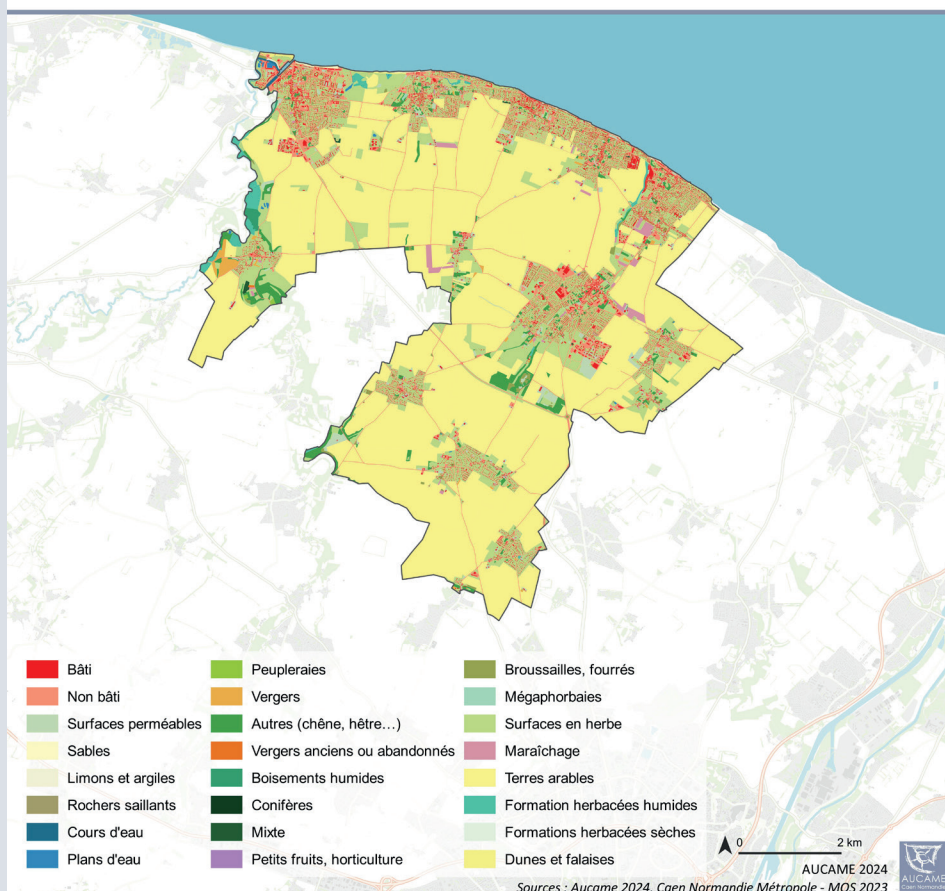 Bâti
Non bâti
Surfaces perméables
Sables
Limons et argiles
Rochers saillants
Cours d'eau
Plans d'eau
Peupleraies
Vergers
Autres (chêne, hêtre...)
Vergers anciens ou abandonnés
Boisements humides
Conifères
Mixte
Petits fruits, horticulture
Broussailles, fourrés
Mégaphorbaies
Surfaces en herbe
Maraîchage
Terres arables
Formation herbacées humides
Formations herbacées sèches
Dunes et falaises
0 2 km
AUCAME 2024
Sources : Aucame 2024, Caen Normandie Métropole - MOS 2023
AUCAME
Caen Normandie